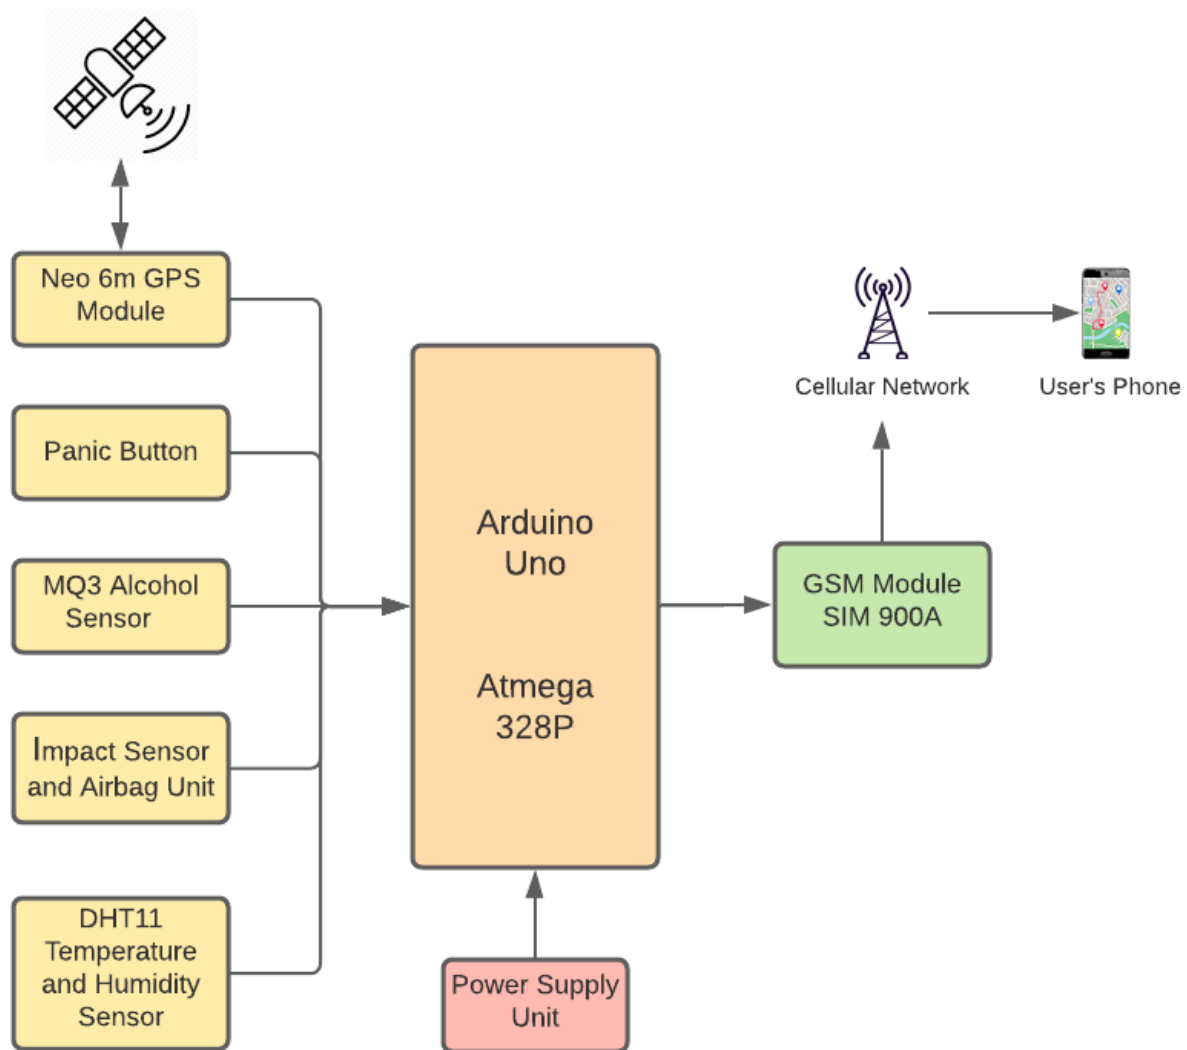 Neo 6m GPS
Module
Panic Button
MQ3 Alcohol
Sensor
Impact Sensor
and Airbag Unit
DHT11
Temperature
and Humidity
Sensor
Arduino
Uno
Atmega
328P
Power Supply
Unit
GSM Module
SIM 900A
Cellular Network
User's Phone